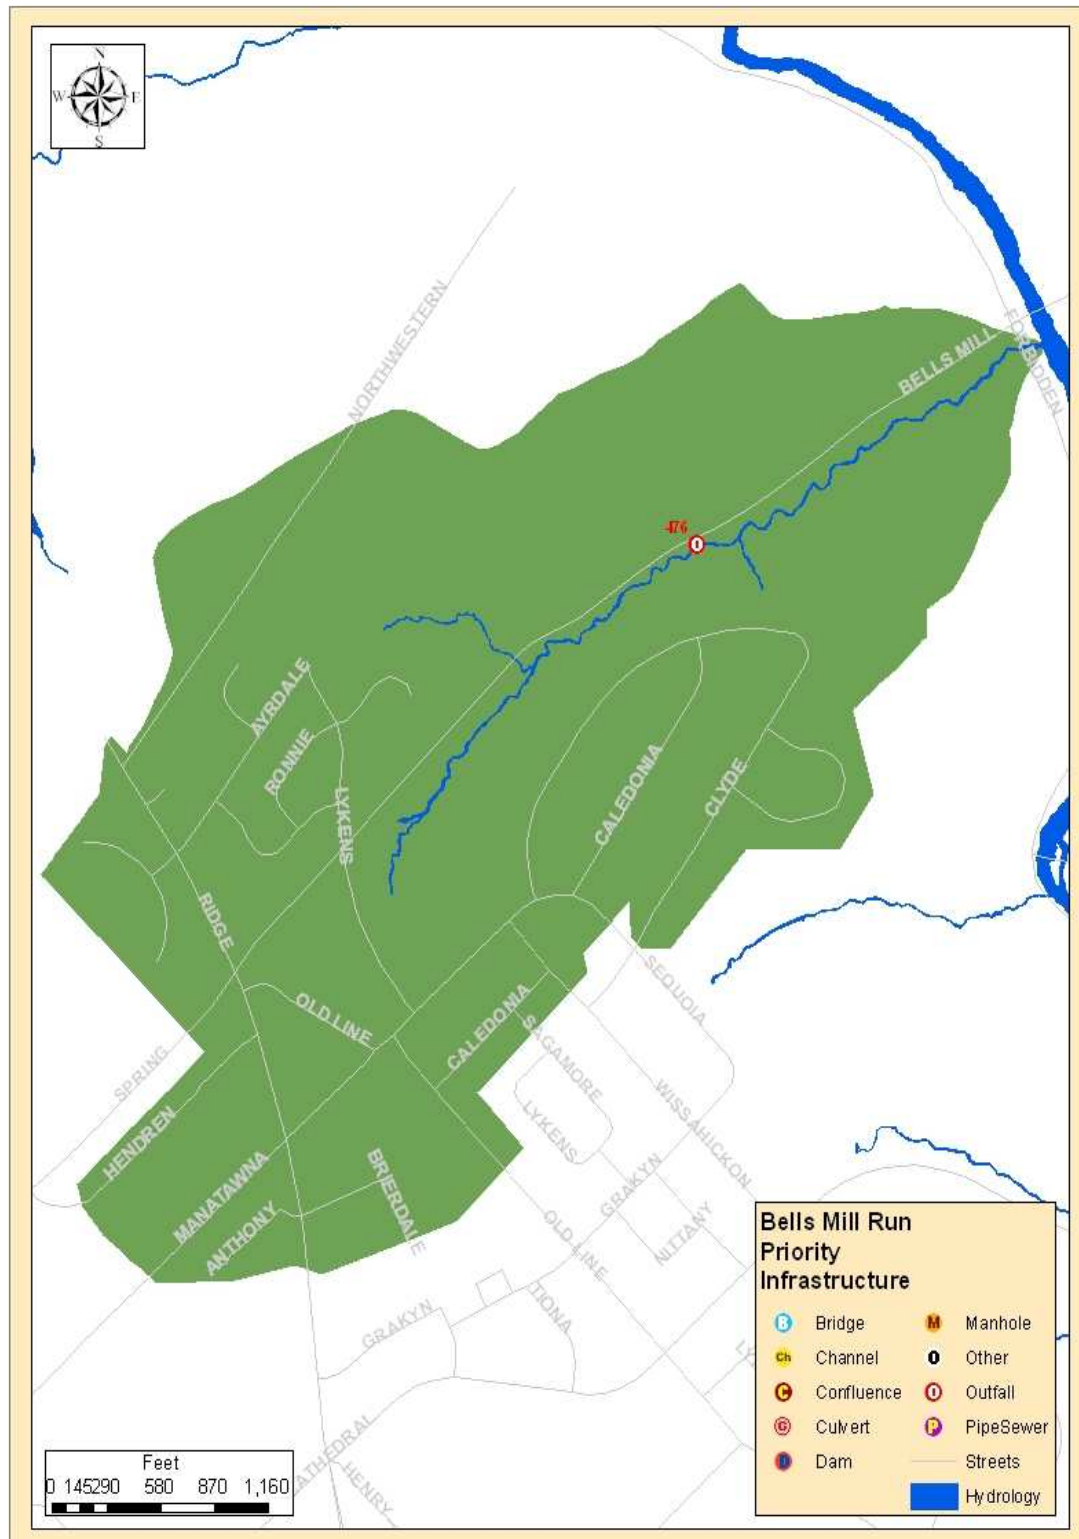 N
W E
S
NORTHWESTERN
FORBIDDEN
BELLS MILL
476
AYRDALE
RONNIE
LYKENS
CALEDONIA
CLYDE
RIDGE
OLD LINE
CALEDONIA
SEQUOIA
SAGAMORE
SPRING
HENDREN
LYKENS
WISSAHICKON
MANATAWNA
BRIERDALE
GRAKYN
ANTHONY
OLD LINE
NITTANY
TIONA
GRAKYN
CATHEDRAL
HENRY
Bells Mill Run
Priority
Infrastructure
B Bridge M Manhole
Ch Channel O Other
C Confluence O Outfall
G Culvert P PipeSewer
D Dam Streets
Hydrology
Feet
0 145290 580 870 1,160